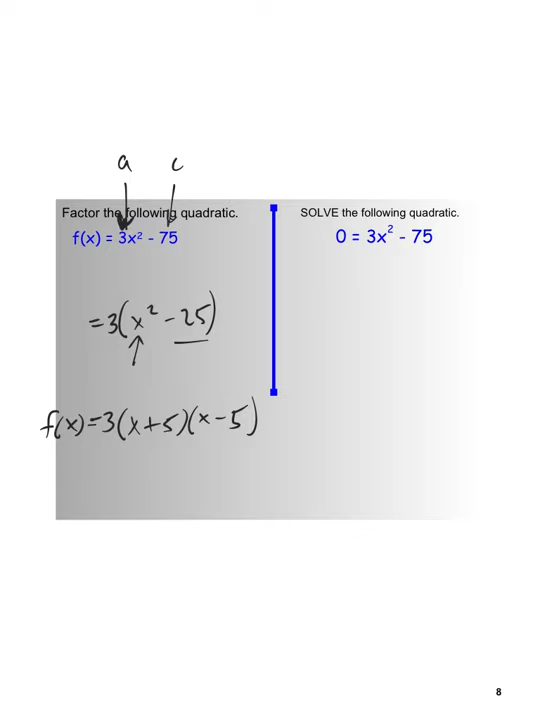 a c
Factor the following quadratic.
f(x) = 3x² - 75
= 3(x² - 25)
f(x) = 3(x + 5)(x - 5)
SOLVE the following quadratic.
0 = 3x² - 75
8